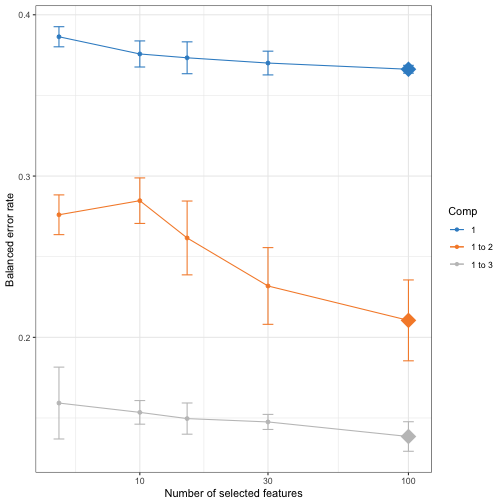 0.4
0.3
0.2
Balanced error rate
10
30
100
Number of selected features
Comp
1
1 to 2
1 to 3